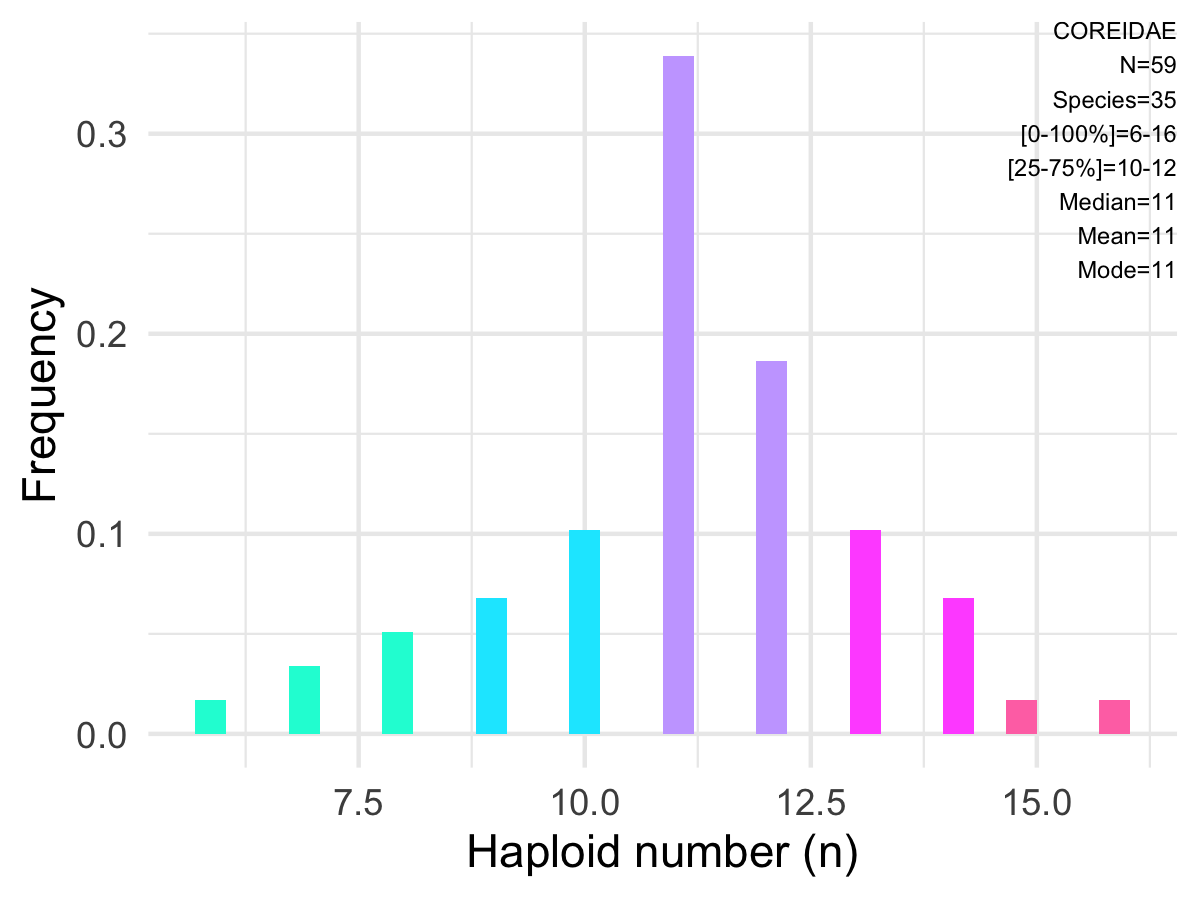 COREIDAE
N=59
Species=35
[0-100%]=6-16
[25-75%]=10-12
Median=11
Mean=11
Mode=11
Frequency
0.3
0.2
0.1
0.0
7.5 10.0 12.5 15.0
Haploid number (n)